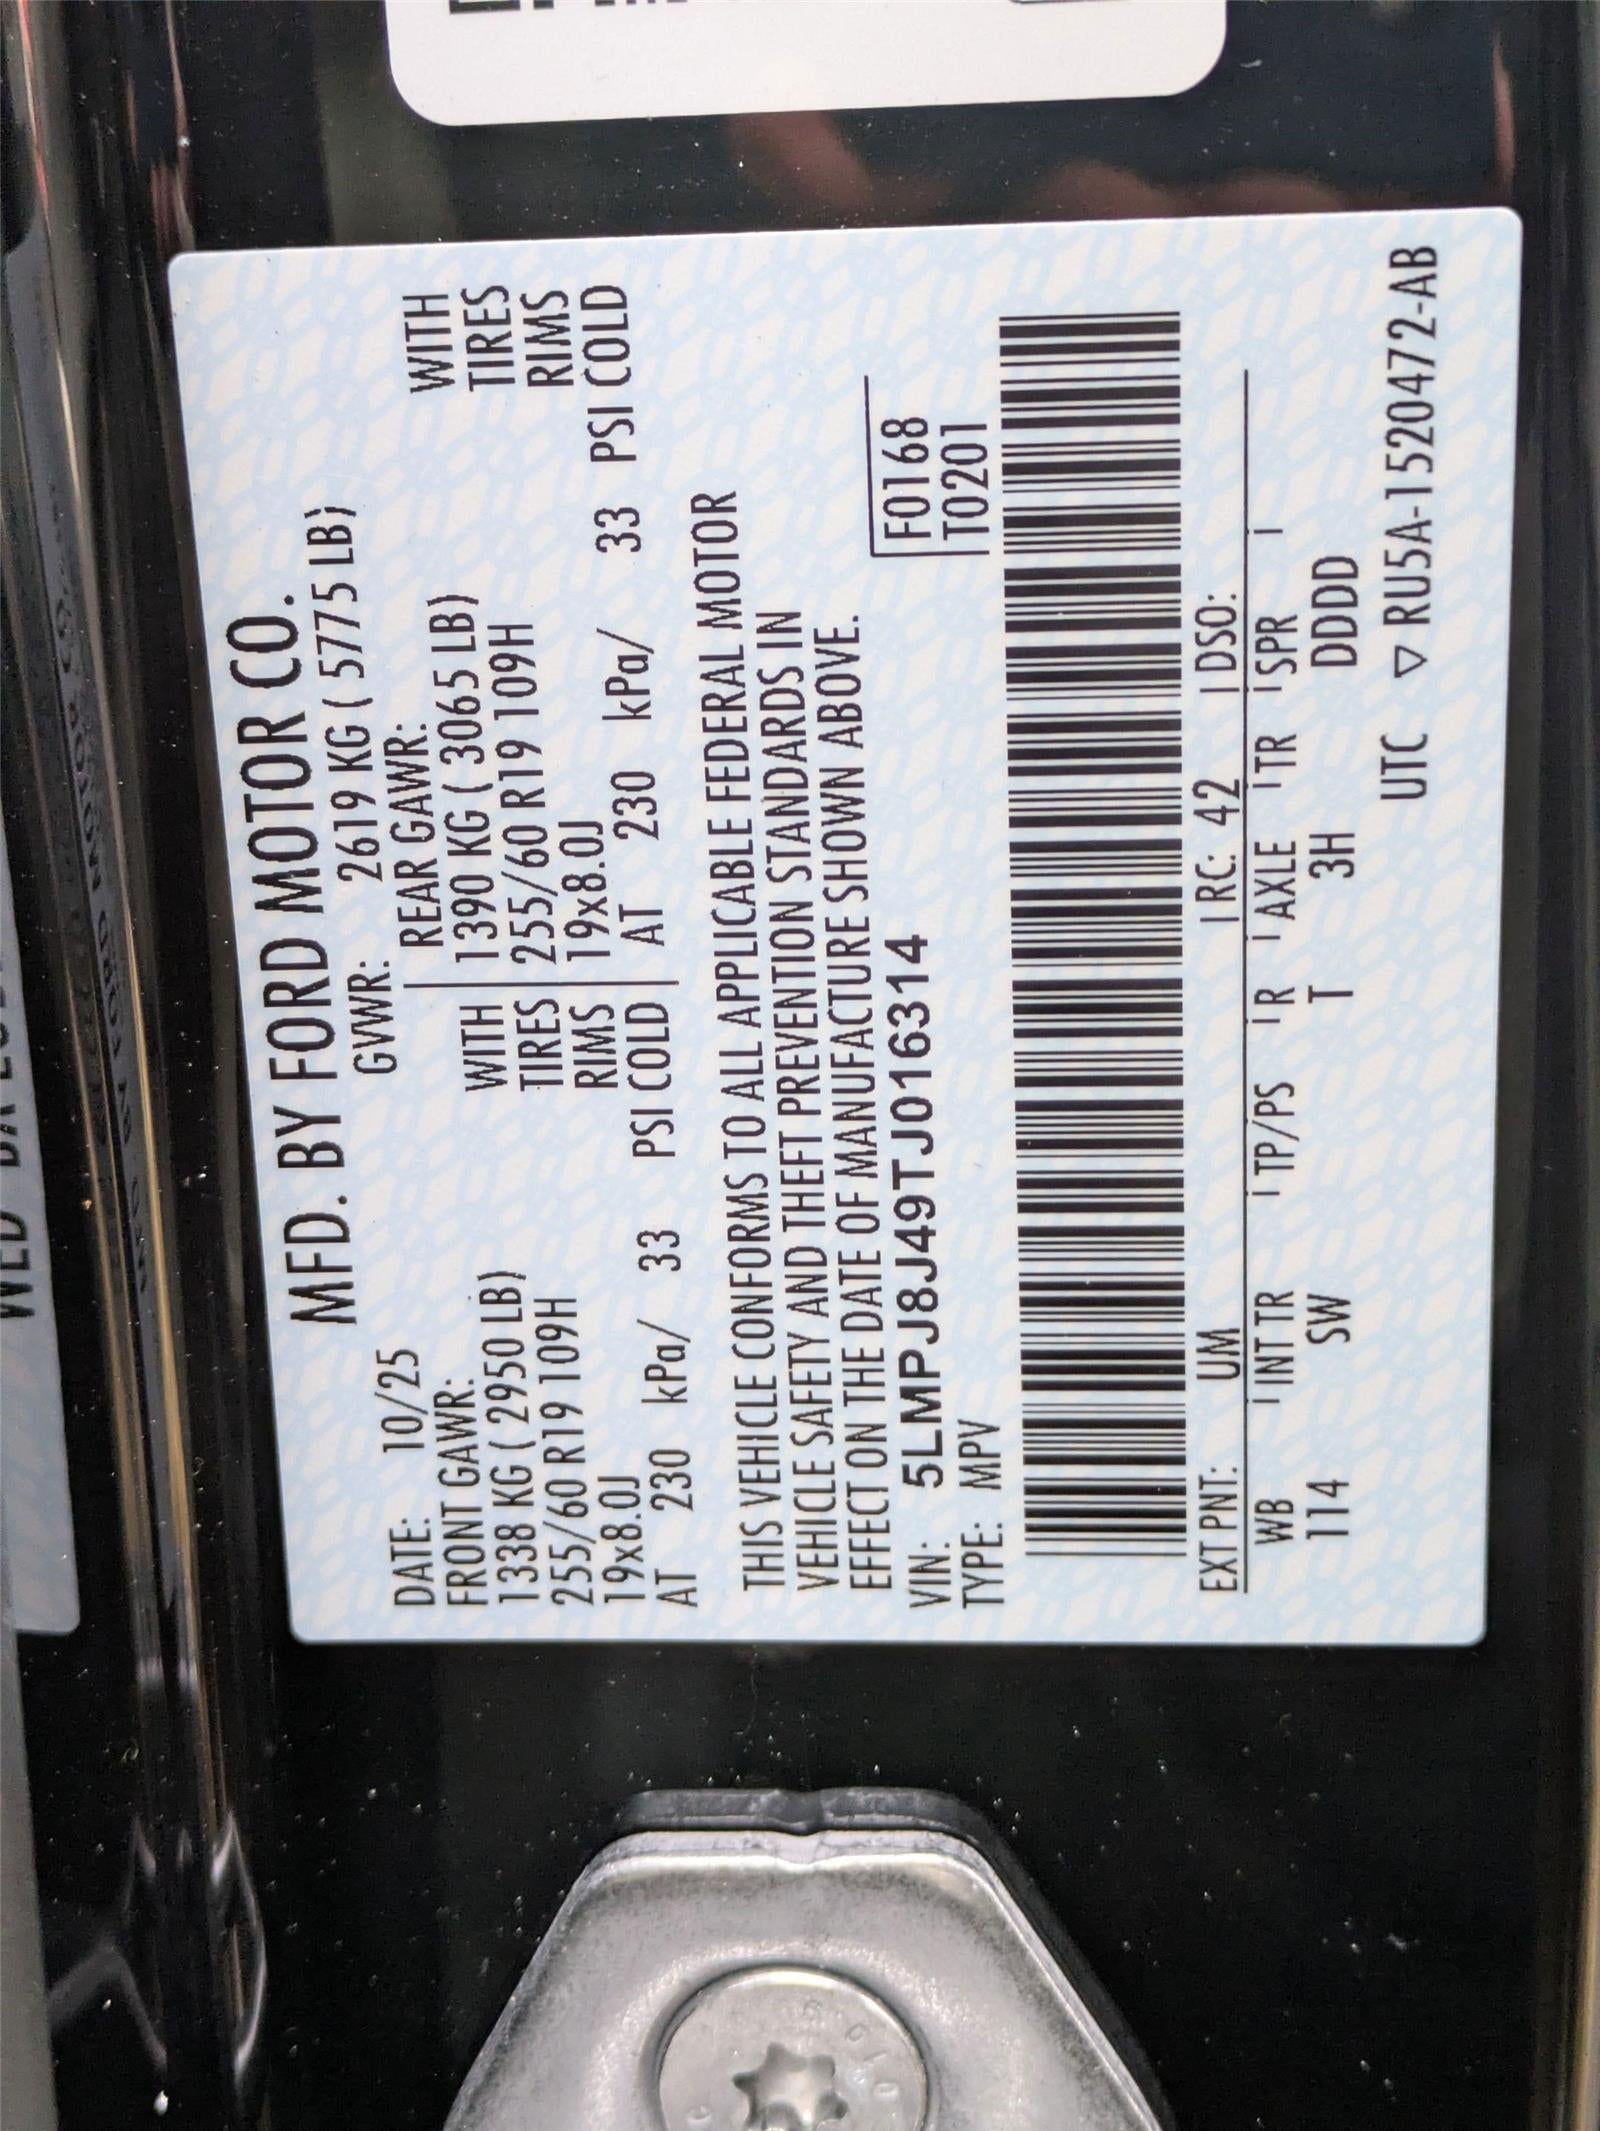 MFD. BY FORD MOTOR CO.
DATE: 10/25 GVWR: 2619 KG ( 5775 LB)
FRONT GAWR: REAR GAWR:
1338 KG ( 2950 LB) WITH 1390 KG ( 3065 LB) WITH
255/60 R19 109H TIRES 255/60 R19 109H TIRES
19x8.0J RIMS 19x8.0J RIMS
AT 230 kPa/ 33 PSI COLD AT 230 kPa/ 33 PSI COLD
THIS VEHICLE CONFORMS TO ALL APPLICABLE FEDERAL MOTOR
VEHICLE SAFETY AND THEFT PREVENTION STANDARDS IN
EFFECT ON THE DATE OF MANUFACTURE SHOWN ABOVE.
VIN: 5LMPJ8J49TJ016314 F0168
TYPE: MPV T0201
EXT PNT: UM RC: 42 DSO:
WB INT TR TP/PS R AXLE TR SPR
114 SW T 3H DDDD
UTC ▽ RU5A-1520472-AB